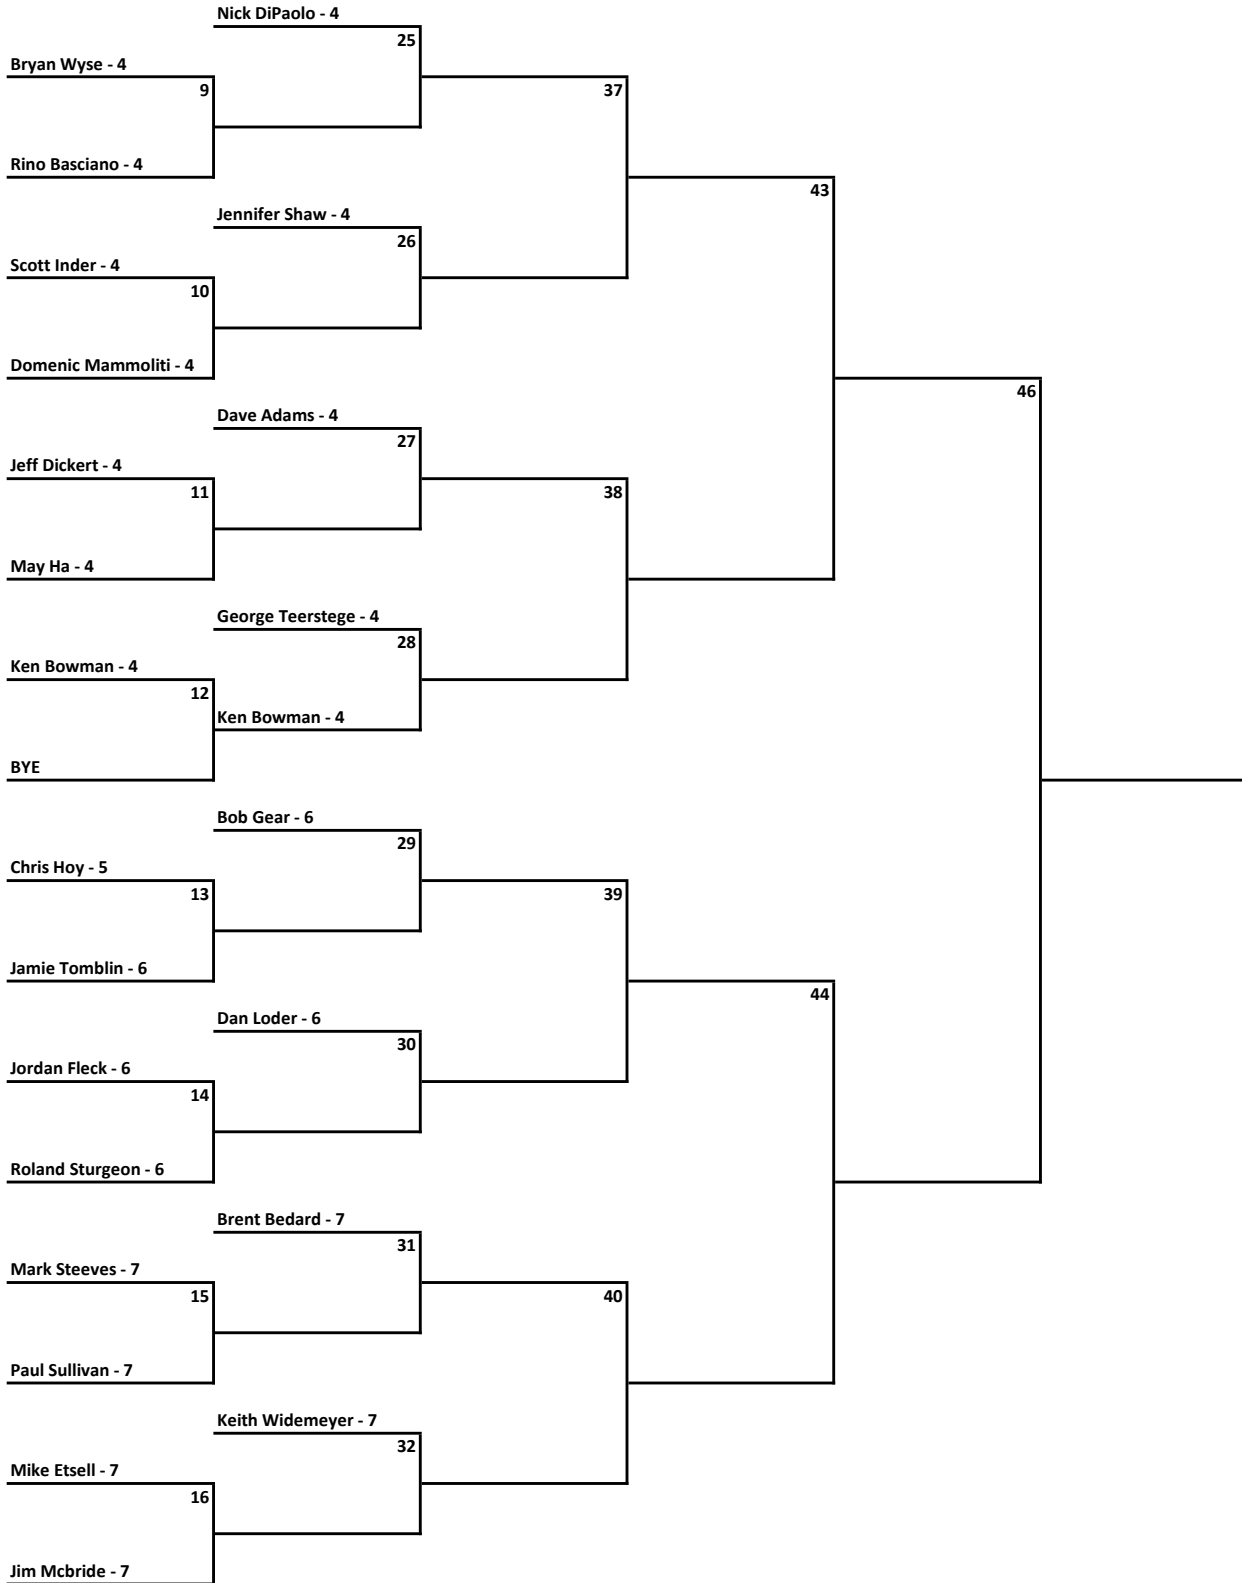 Nick DiPaolo - 4
25
Bryan Wyse - 4
9
37
Rino Basciano - 4
43
Jennifer Shaw - 4
26
Scott Inder - 4
10
Domenic Mammoliti - 4
46
Dave Adams - 4
27
Jeff Dickert - 4
11
38
May Ha - 4
George Teerstege - 4
28
Ken Bowman - 4
12
Ken Bowman - 4
BYE
Bob Gear - 6
29
Chris Hoy - 5
13
39
Jamie Tomblin - 6
44
Dan Loder - 6
30
Jordan Fleck - 6
14
Roland Sturgeon - 6
Brent Bedard - 7
31
Mark Steeves - 7
15
40
Paul Sullivan - 7
Keith Widemeyer - 7
32
Mike Etsell - 7
16
Jim Mcbride - 7